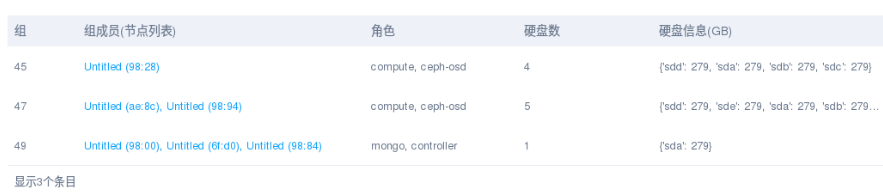 组 组成员(节点列表) 角色 硬盘数 硬盘信息(GB)
45 Untitled (98:28) compute, ceph-osd 4 {'sdd': 279, 'sda': 279, 'sdb': 279, 'sdc': 279}
47 Untitled (ae:8c), Untitled (98:94) compute, ceph-osd 5 {'sdd': 279, 'sde': 279, 'sda': 279, 'sdb': 279...
49 Untitled (98:00), Untitled (6f:d0), Untitled (98:84) mongo, controller 1 {'sda': 279}
显示3个条目